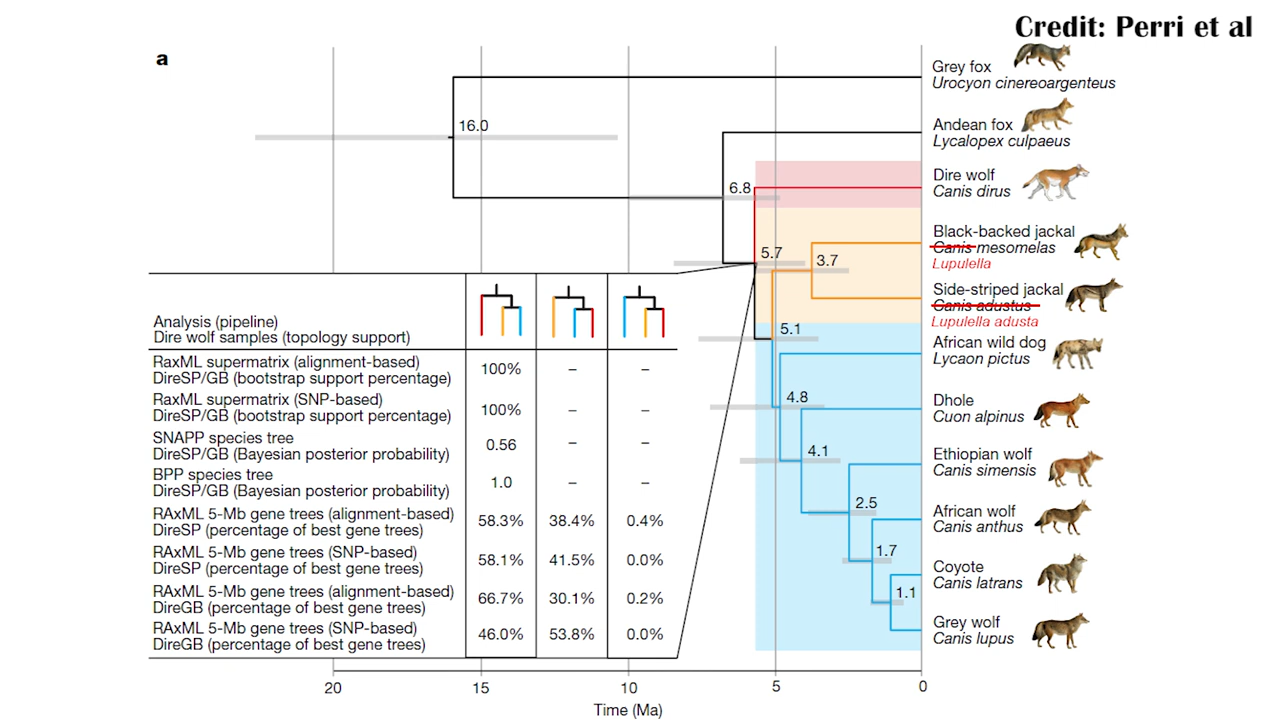 Credit: Perri et al
a
Grey fox
Urocyon cinereoargenteus
Andean fox
Lycalopex culpaeus
Dire wolf
Canis dirus
Black-backed jackal
Canis mesomelas
Lupulella
Side-striped jackal
Canis adustus
Lupulella adusta
African wild dog
Lycaon pictus
Dhole
Cuon alpinus
Ethiopian wolf
Canis simensis
African wolf
Canis anthus
Coyote
Canis latrans
Grey wolf
Canis lupus
16.0
6.8
5.7
3.7
5.1
4.8
4.1
2.5
1.7
1.1
Analysis (pipeline)
Dire wolf samples (topology support)
RaxML supermatrix (alignment-based)
DireSP/GB (bootstrap support percentage)
100% – –
RaxML supermatrix (SNP-based)
DireSP/GB (bootstrap support percentage)
100% – –
SNAPP species tree
DireSP/GB (Bayesian posterior probability)
0.56 – –
BPP species tree
DireSP/GB (Bayesian posterior probability)
1.0 – –
RAxML 5-Mb gene trees (alignment-based)
DireSP (percentage of best gene trees)
58.3% 38.4% 0.4%
RAxML 5-Mb gene trees (SNP-based)
DireSP (percentage of best gene trees)
58.1% 41.5% 0.0%
RAxML 5-Mb gene trees (alignment-based)
DireGB (percentage of best gene trees)
66.7% 30.1% 0.2%
RAxML 5-Mb gene trees (SNP-based)
DireGB (percentage of best gene trees)
46.0% 53.8% 0.0%
20 15 10 5 0
Time (Ma)